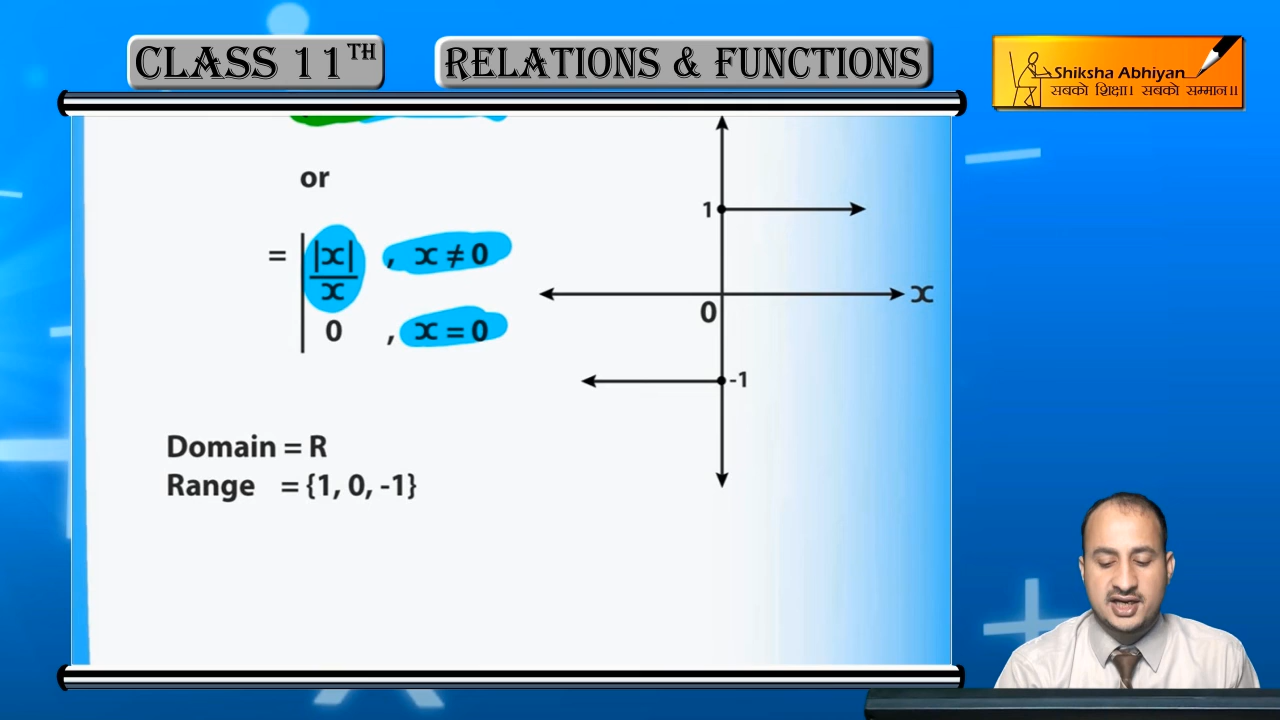 CLASS 11TH
RELATIONS & FUNCTIONS
Shiksha Abhiyan
सबको शिक्षा। सबको सम्मान॥
or
= |x|/x , x ≠ 0
0 , x = 0
1
x
0
-1
Domain = R
Range = {1, 0, -1}